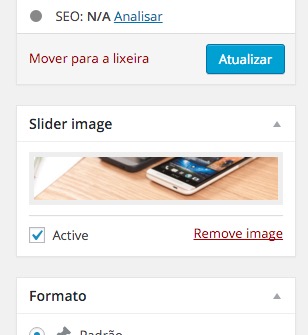 SEO: N/A Analisar
Mover para a lixeira
Atualizar
Slider image
Active
Remove image
Formato
Padrão